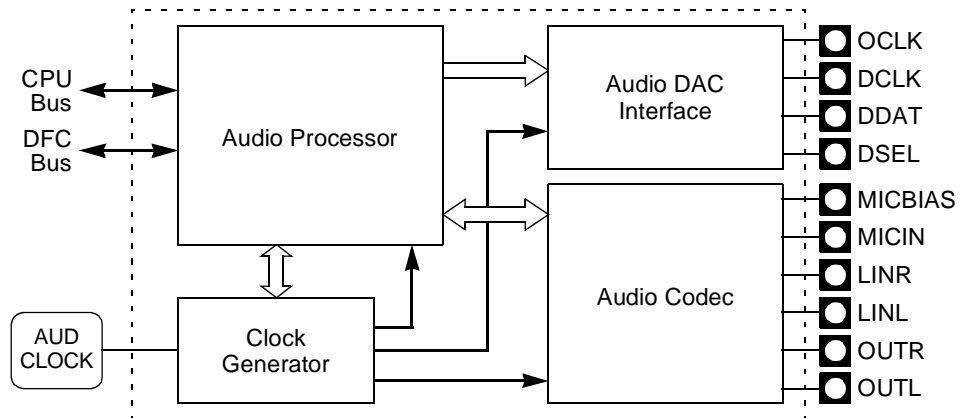 CPU
Bus
DFC
Bus
AUD
CLOCK
Audio Processor
Clock
Generator
Audio DAC
Interface
Audio Codec
OCLK
DCLK
DDAT
DSEL
MICBIAS
MICIN
LINR
LINL
OUTR
OUTL